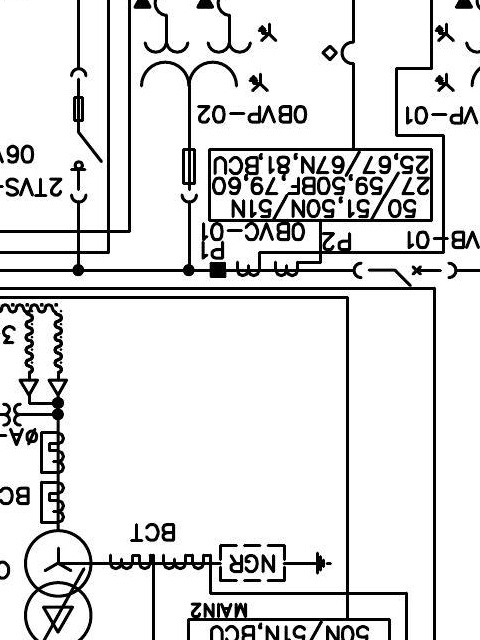 50N/51N,BCU
MAIN2
NGR
BCT
BC
øA-
3-
P1
P2
0BVC-01
VB-01
50/51,50N/51N
27/59,50BF,79,60
25,67/67N,81,BCU
2TVS-
06
VP-01
0BVP-02